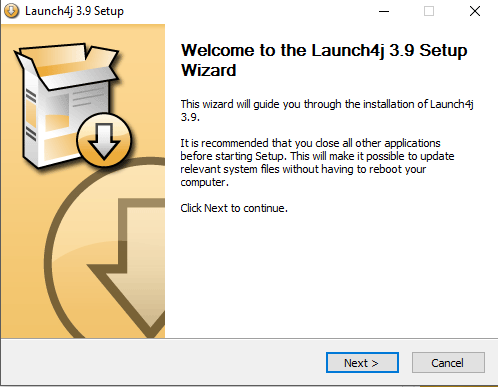 Launch4j 3.9 Setup
Welcome to the Launch4j 3.9 Setup
Wizard
This wizard will guide you through the installation of Launch4j
3.9.
It is recommended that you close all other applications
before starting Setup. This will make it possible to update
relevant system files without having to reboot your
computer.
Click Next to continue.
Next >
Cancel